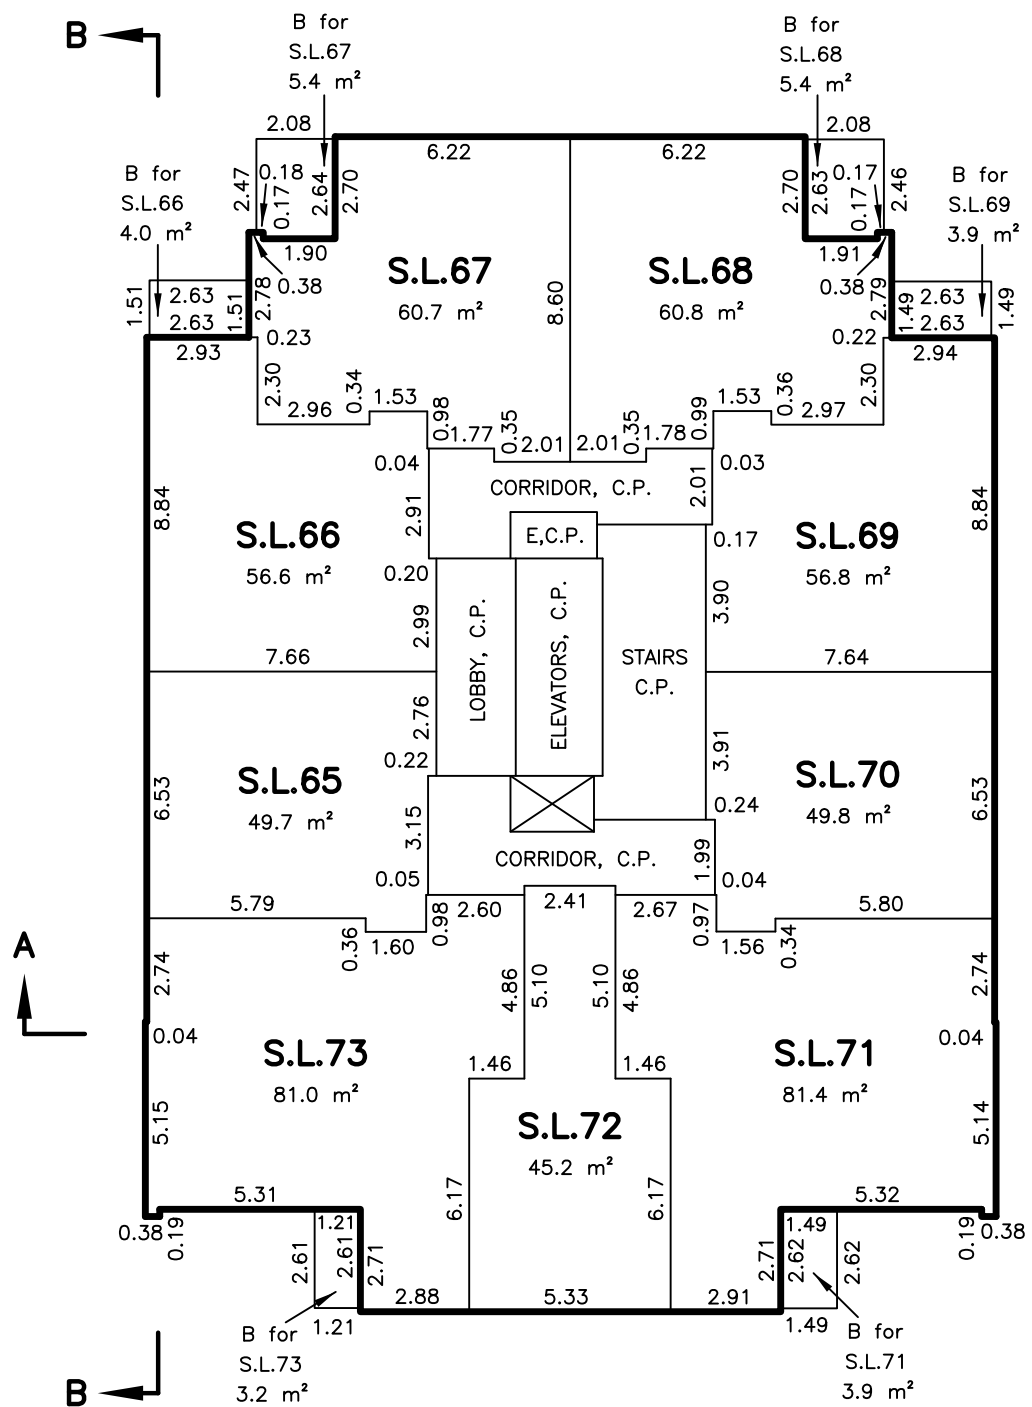 B
B for
S.L.67
5.4 m²
B for
S.L.68
5.4 m²
2.08
2.08
6.22
6.22
B for
S.L.66
4.0 m²
2.47
0.18
0.17
2.64
2.70
2.70
2.63
0.17
0.17
2.46
B for
S.L.69
3.9 m²
1.90
0.38
1.91
0.38
S.L.67
60.7 m²
S.L.68
60.8 m²
8.60
1.51
2.63
2.63
1.51
2.78
2.79
1.49
2.63
2.63
1.49
2.93
0.23
0.22
2.94
2.30
2.96
0.34
1.53
0.98
1.77
0.35
2.01
2.01
0.35
1.78
0.99
1.53
0.36
2.97
2.30
0.04
0.03
CORRIDOR, C.P.
2.01
8.84
2.91
8.84
S.L.66
56.6 m²
E,C.P.
0.17
S.L.69
56.8 m²
0.20
2.99
3.90
LOBBY, C.P.
ELEVATORS, C.P.
STAIRS
C.P.
7.66
7.64
2.76
3.91
0.22
0.24
6.53
6.53
S.L.65
49.7 m²
S.L.70
49.8 m²
3.15
CORRIDOR, C.P.
1.99
0.05
0.04
5.79
0.36
1.60
0.98
2.60
2.41
2.67
0.97
1.56
0.34
5.80
A
2.74
4.86
5.10
5.10
4.86
2.74
0.04
0.04
S.L.73
81.0 m²
1.46
1.46
S.L.71
81.4 m²
5.15
5.14
S.L.72
45.2 m²
5.31
6.17
6.17
5.32
0.38
0.19
1.21
2.61
2.61
2.71
2.71
1.49
2.62
2.62
0.19
0.38
2.88
5.33
2.91
1.21
1.49
B for
S.L.73
3.2 m²
B for
S.L.71
3.9 m²
B